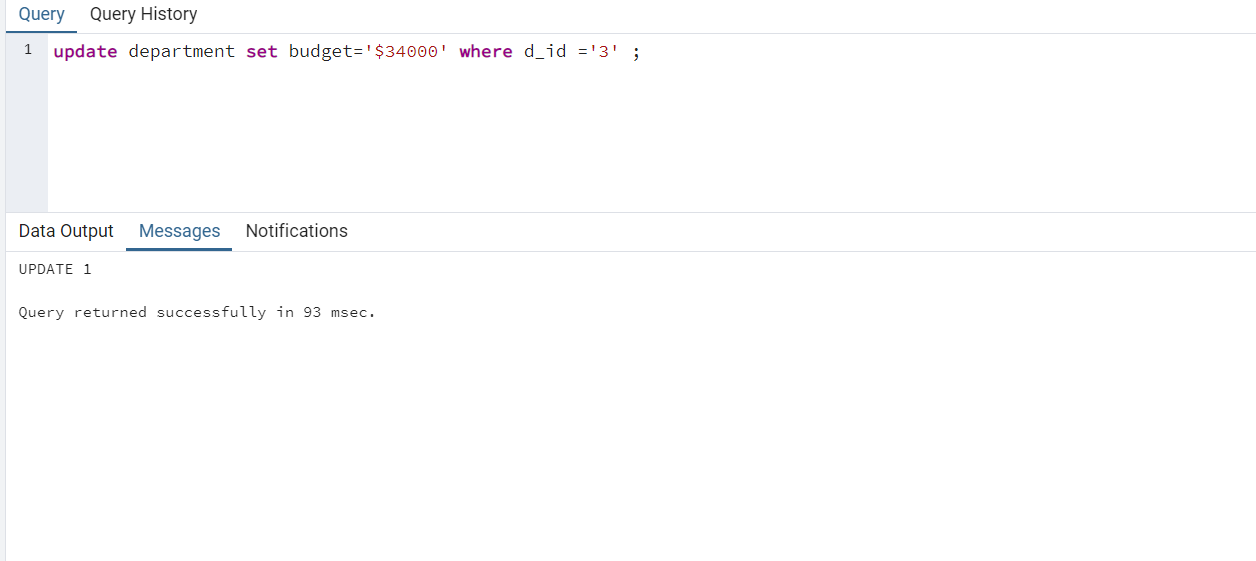 Query Query History
1 update department set budget='$34000' where d_id ='3' ;
Data Output Messages Notifications
UPDATE 1
Query returned successfully in 93 msec.